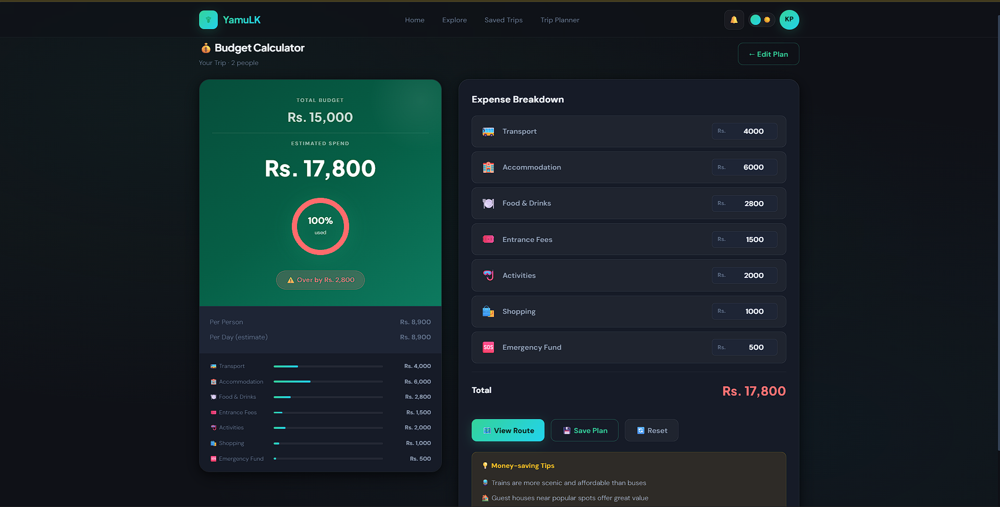 YamuLK
Home
Explore
Saved Trips
Trip Planner
KP
Budget Calculator
Your Trip · 2 people
← Edit Plan
TOTAL BUDGET
Rs. 15,000
ESTIMATED SPEND
Rs. 17,800
100%
used
Over by Rs. 2,800
Per Person Rs. 8,900
Per Day (estimate) Rs. 8,900
Transport Rs. 4,000
Accommodation Rs. 6,000
Food & Drinks Rs. 2,800
Entrance Fees Rs. 1,500
Activities Rs. 2,000
Shopping Rs. 1,000
SOS Emergency Fund Rs. 500
Expense Breakdown
Transport Rs. 4000
Accommodation Rs. 6000
Food & Drinks Rs. 2800
Entrance Fees Rs. 1500
Activities Rs. 2000
Shopping Rs. 1000
SOS Emergency Fund Rs. 500
Total Rs. 17,800
View Route
Save Plan
Reset
Money-saving Tips
Trains are more scenic and affordable than buses
Guest houses near popular spots offer great value